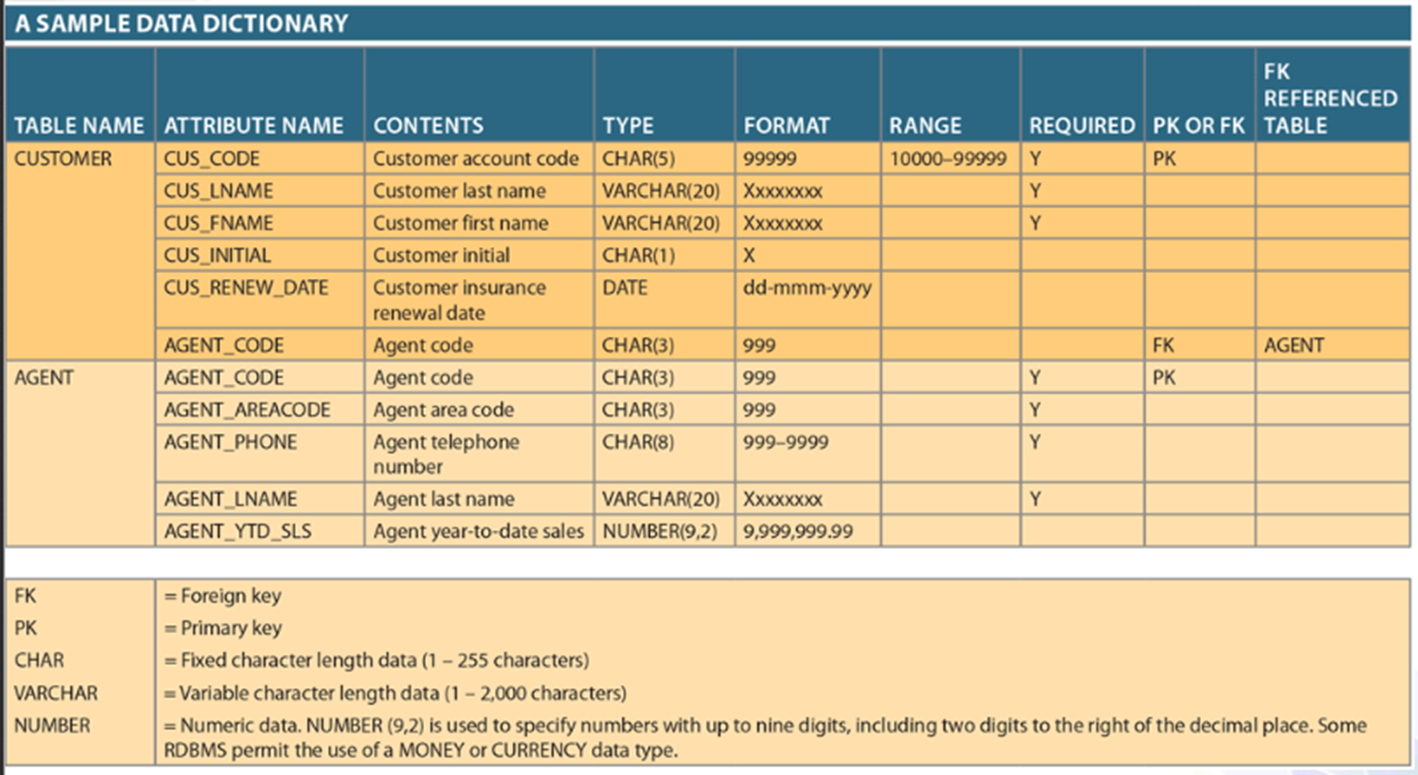 A SAMPLE DATA DICTIONARY
FK
REFERENCED
TABLE NAME ATTRIBUTE NAME CONTENTS TYPE FORMAT RANGE REQUIRED PK OR FK TABLE
CUSTOMER CUS_CODE Customer account code CHAR(5) 99999 10000–99999 Y PK
CUS_LNAME Customer last name VARCHAR(20) Xxxxxxxx Y
CUS_FNAME Customer first name VARCHAR(20) Xxxxxxxx Y
CUS_INITIAL Customer initial CHAR(1) X
CUS_RENEW_DATE Customer insurance DATE dd-mmm-yyyy
renewal date
AGENT_CODE Agent code CHAR(3) 999 FK AGENT
AGENT AGENT_CODE Agent code CHAR(3) 999 Y PK
AGENT_AREACODE Agent area code CHAR(3) 999 Y
AGENT_PHONE Agent telephone CHAR(8) 999–9999 Y
number
AGENT_LNAME Agent last name VARCHAR(20) Xxxxxxxx Y
AGENT_YTD_SLS Agent year-to-date sales NUMBER(9,2) 9,999,999.99
FK = Foreign key
PK = Primary key
CHAR = Fixed character length data (1 – 255 characters)
VARCHAR = Variable character length data (1 – 2,000 characters)
NUMBER = Numeric data. NUMBER (9,2) is used to specify numbers with up to nine digits, including two digits to the right of the decimal place. Some
RDBMS permit the use of a MONEY or CURRENCY data type.